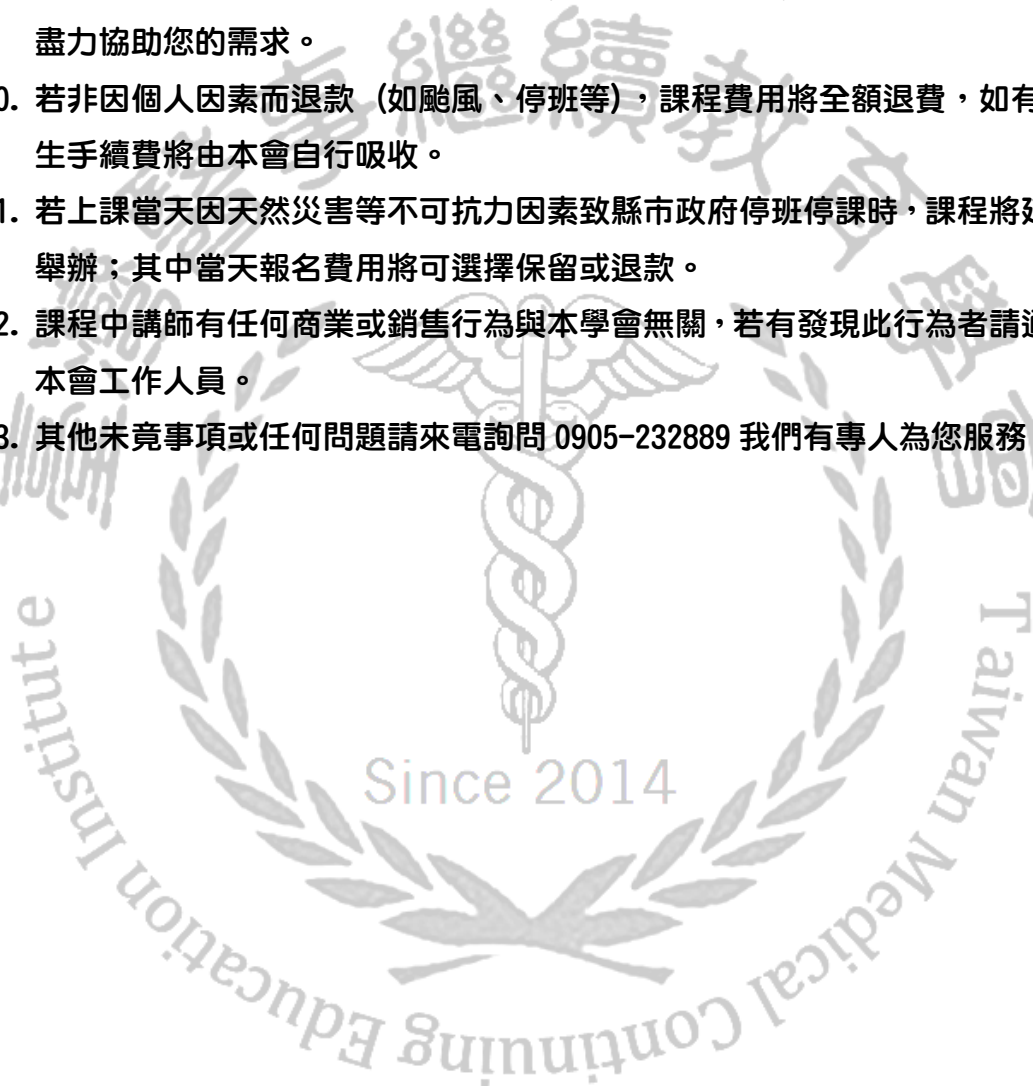 盡力協助您的需求。
0. 若非因個人因素而退款 (如颱風、停班等),課程費用將全額退費,如有
生手續費將由本會自行吸收。
1. 若上課當天因天然災害等不可抗力因素致縣市政府停班停課時,課程將延
舉辦;其中當天報名費用將可選擇保留或退款。
2. 課程中講師有任何商業或銷售行為與本學會無關,若有發現此行為者請通
本會工作人員。
3. 其他未竟事項或任何問題請來電詢問 0905-232889 我們有專人為您服務
Since 2014
Taiwan Medical Continuing Education Institute